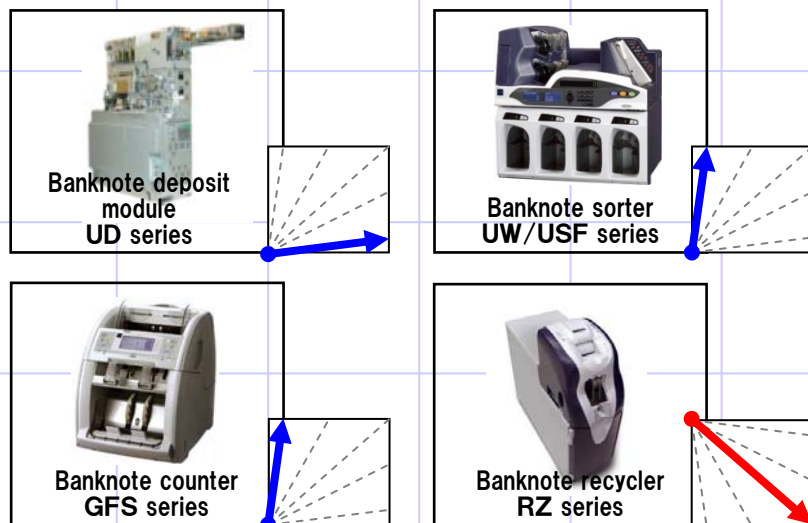 Banknote deposit
module
UD series
Banknote sorter
UW/USF series
Banknote counter
GFS series
Banknote recycler
RZ series